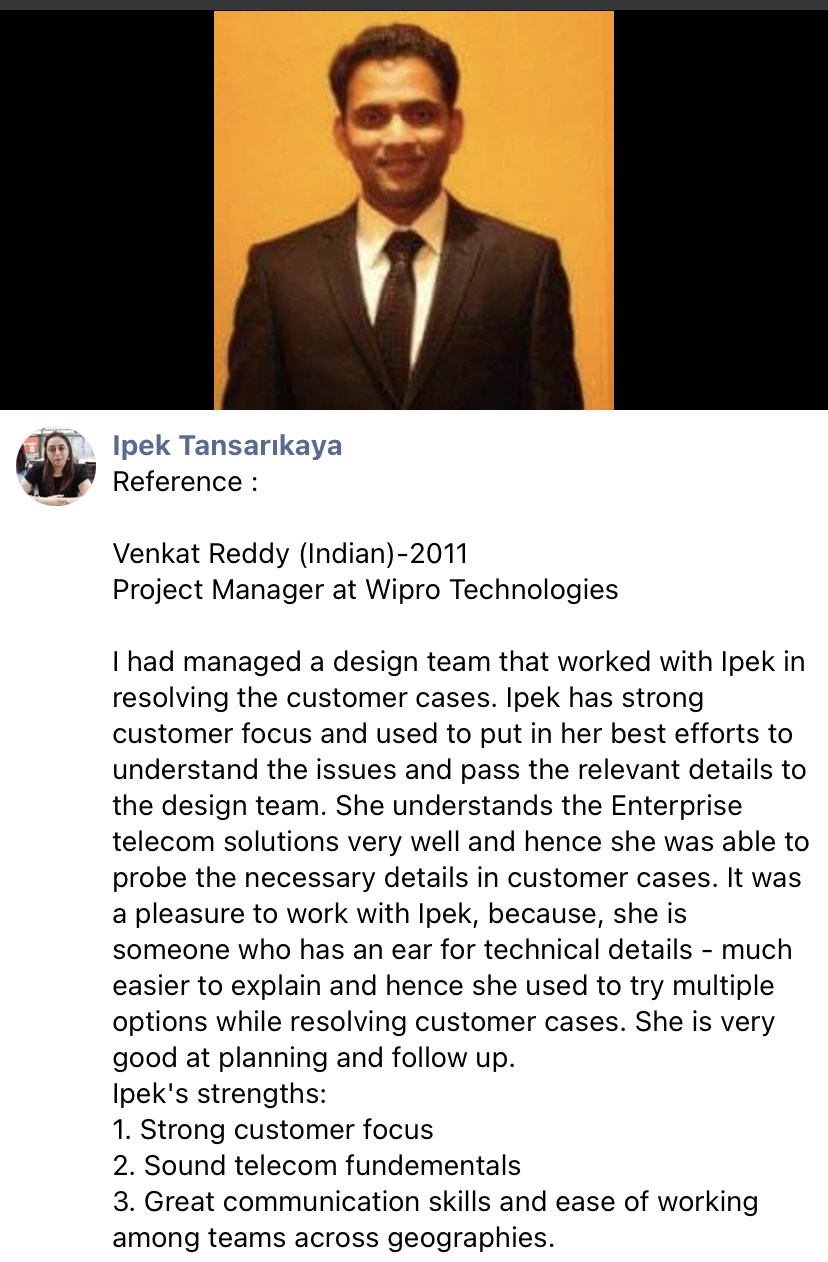 Ipek Tansarıkaya
Reference :
Venkat Reddy (Indian)-2011
Project Manager at Wipro Technologies
I had managed a design team that worked with Ipek in
resolving the customer cases. Ipek has strong
customer focus and used to put in her best efforts to
understand the issues and pass the relevant details to
the design team. She understands the Enterprise
telecom solutions very well and hence she was able to
probe the necessary details in customer cases. It was
a pleasure to work with Ipek, because, she is
someone who has an ear for technical details - much
easier to explain and hence she used to try multiple
options while resolving customer cases. She is very
good at planning and follow up.
Ipek's strengths:
1. Strong customer focus
2. Sound telecom fundementals
3. Great communication skills and ease of working
among teams across geographies.